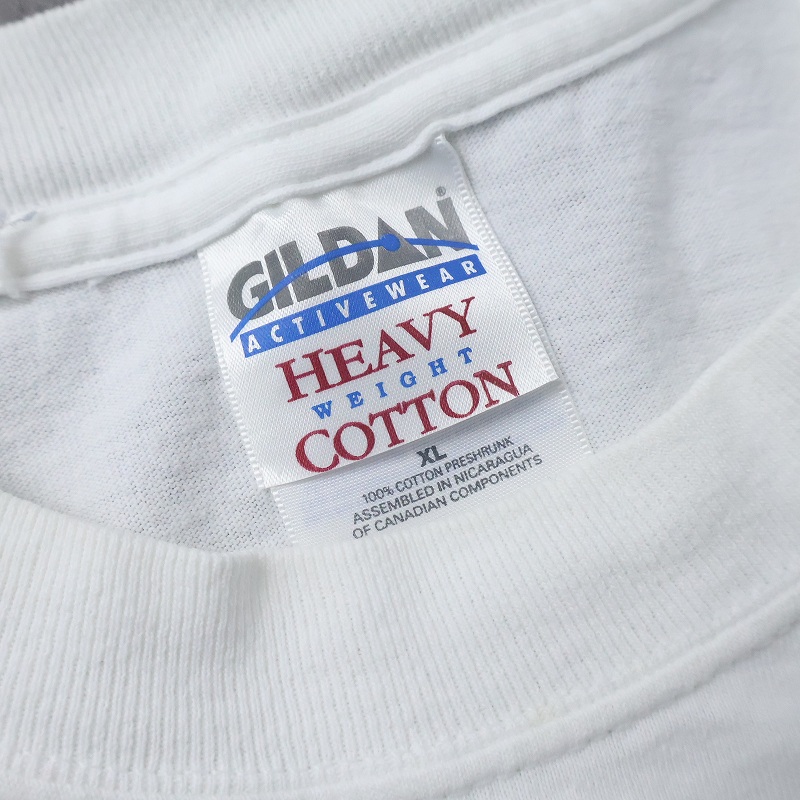 GILDAN®
ACTIVEWEAR
HEAVY
WEIGHT
COTTON
XL
100% COTTON PRESHRUNK
ASSEMBLED IN NICARAGUA
OF CANADIAN COMPONENTS